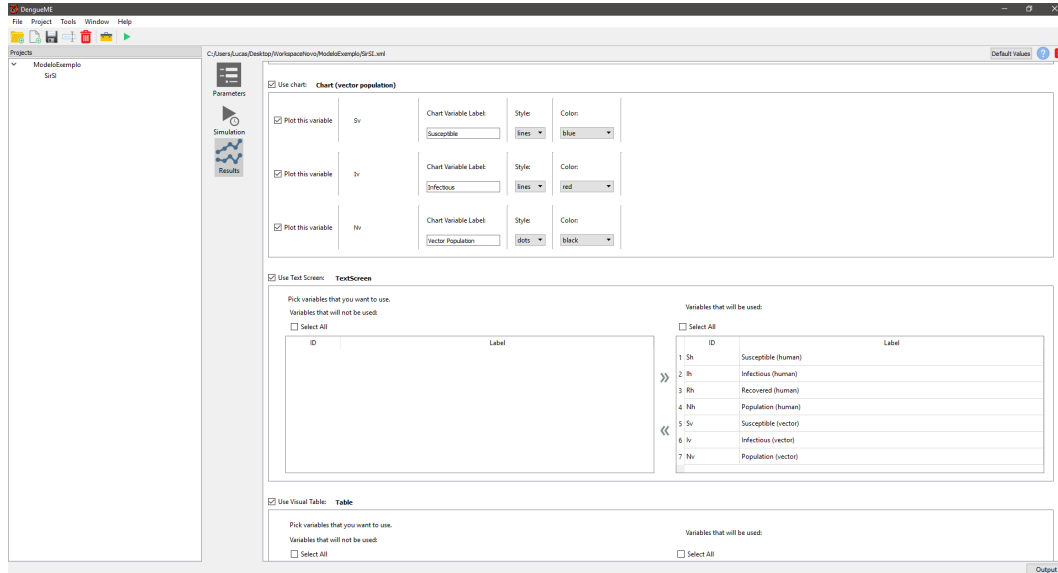 DengueME
File Project Tools Window Help
Projects
C:/Users/Lucas/Desktop/WorkspaceNovo/ModeloExemplo/SirSI.xml
Default Values
?
ModeloExemplo
SirSI
Parameters
Simulation
Results
Use chart: Chart (vector population)
Plot this variable Sv Chart Variable Label: Style: Color:
Susceptible lines blue
Plot this variable Iv Chart Variable Label: Style: Color:
Infectious lines red
Plot this variable Nv Chart Variable Label: Style: Color:
Vector Population dots black
Use Text Screen: TextScreen
Pick variables that you want to use.
Variables that will not be used:
Variables that will be used:
Select All
Select All
ID Label
ID Label
1 Sh Susceptible (human)
2 Ih Infectious (human)
3 Rh Recovered (human)
4 Nh Population (human)
5 Sv Susceptible (vector)
6 Iv Infectious (vector)
7 Nv Population (vector)
Use Visual Table: Table
Pick variables that you want to use.
Variables that will not be used:
Variables that will be used:
Select All
Select All
Output